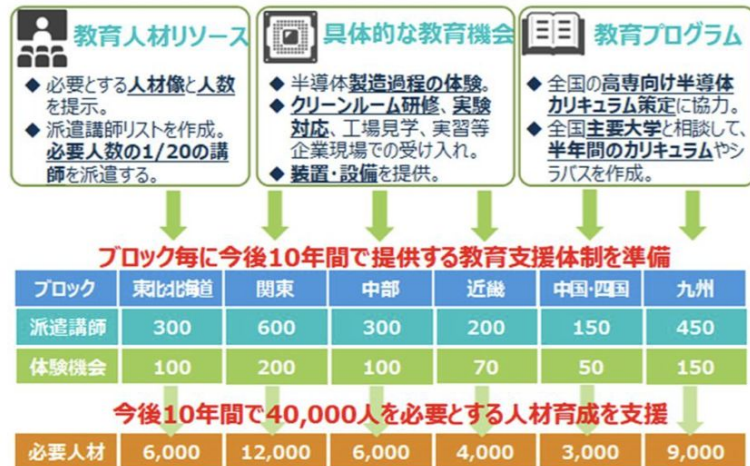 教育人材リソース
◆ 必要とする人材像と人数
を提示。
◆ 派遣講師リストを作成。
必要人数の1/20の講
師を派遣する。
具体的な教育機会
◆ 半導体製造過程の体験。
◆ クリーンルーム研修、実験
対応、工場見学、実習等
企業現場での受け入れ。
◆ 装置・設備を提供。
教育プログラム
◆ 全国の高専向け半導体
カリキュラム策定に協力。
◆ 全国主要大学と相談して、
半年間のカリキュラムやシ
ラバスを作成。
ブロック毎に今後10年間で提供する教育支援体制を準備
ブロック 東北・北海道 関東 中部 近畿 中国・四国 九州
派遣講師 300 600 300 200 150 450
体験機会 100 200 100 70 50 150
今後10年間で40,000人を必要とする人材育成を支援
必要人材 6,000 12,000 6,000 4,000 3,000 9,000